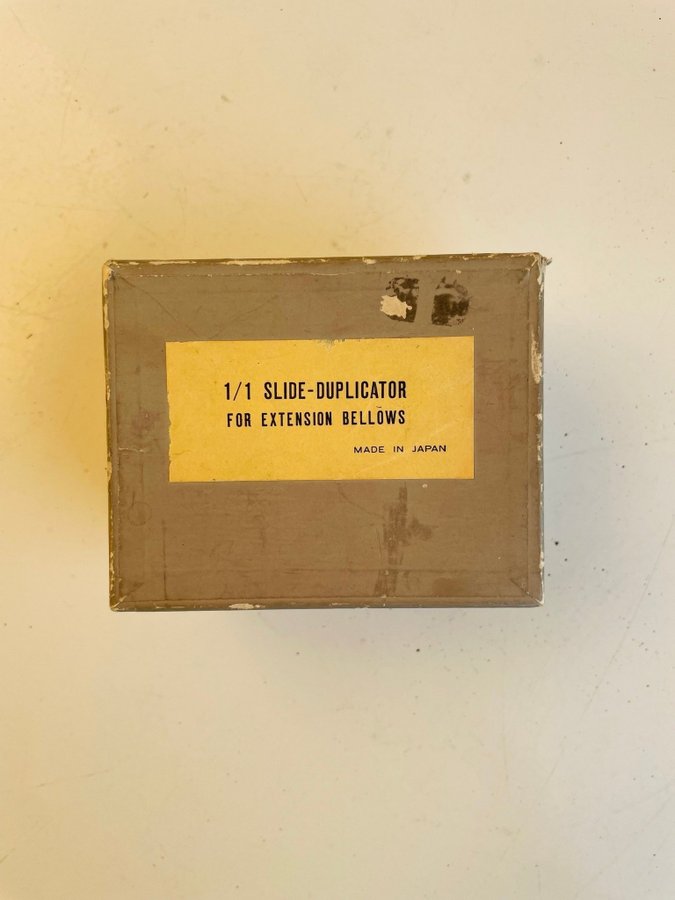 1/1 SLIDE-DUPLICATOR
FOR EXTENSION BELLOWS
MADE IN JAPAN